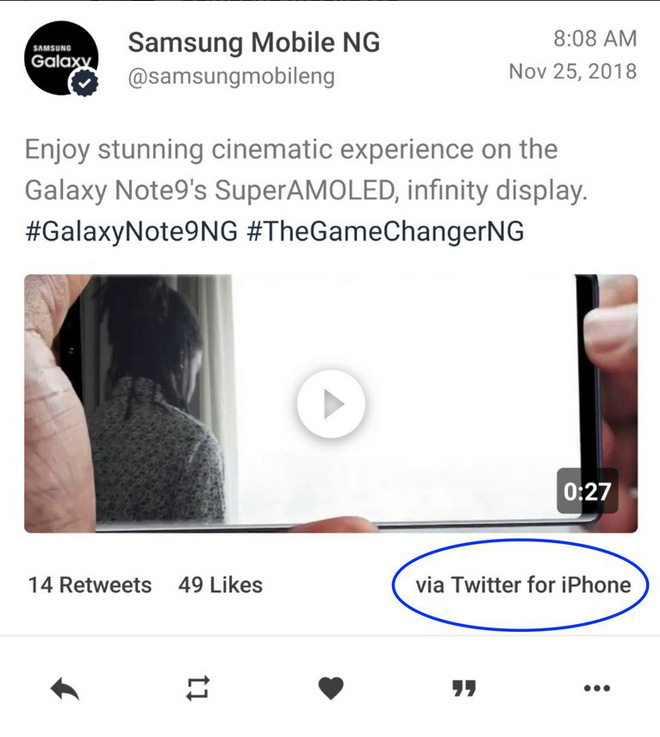 SAMSUNG
Galaxy
Samsung Mobile NG
@samsungmobileng
8:08 AM
Nov 25, 2018
Enjoy stunning cinematic experience on the
Galaxy Note9's SuperAMOLED, infinity display.
#GalaxyNote9NG #TheGameChangerNG
0:27
14 Retweets 49 Likes
via Twitter for iPhone